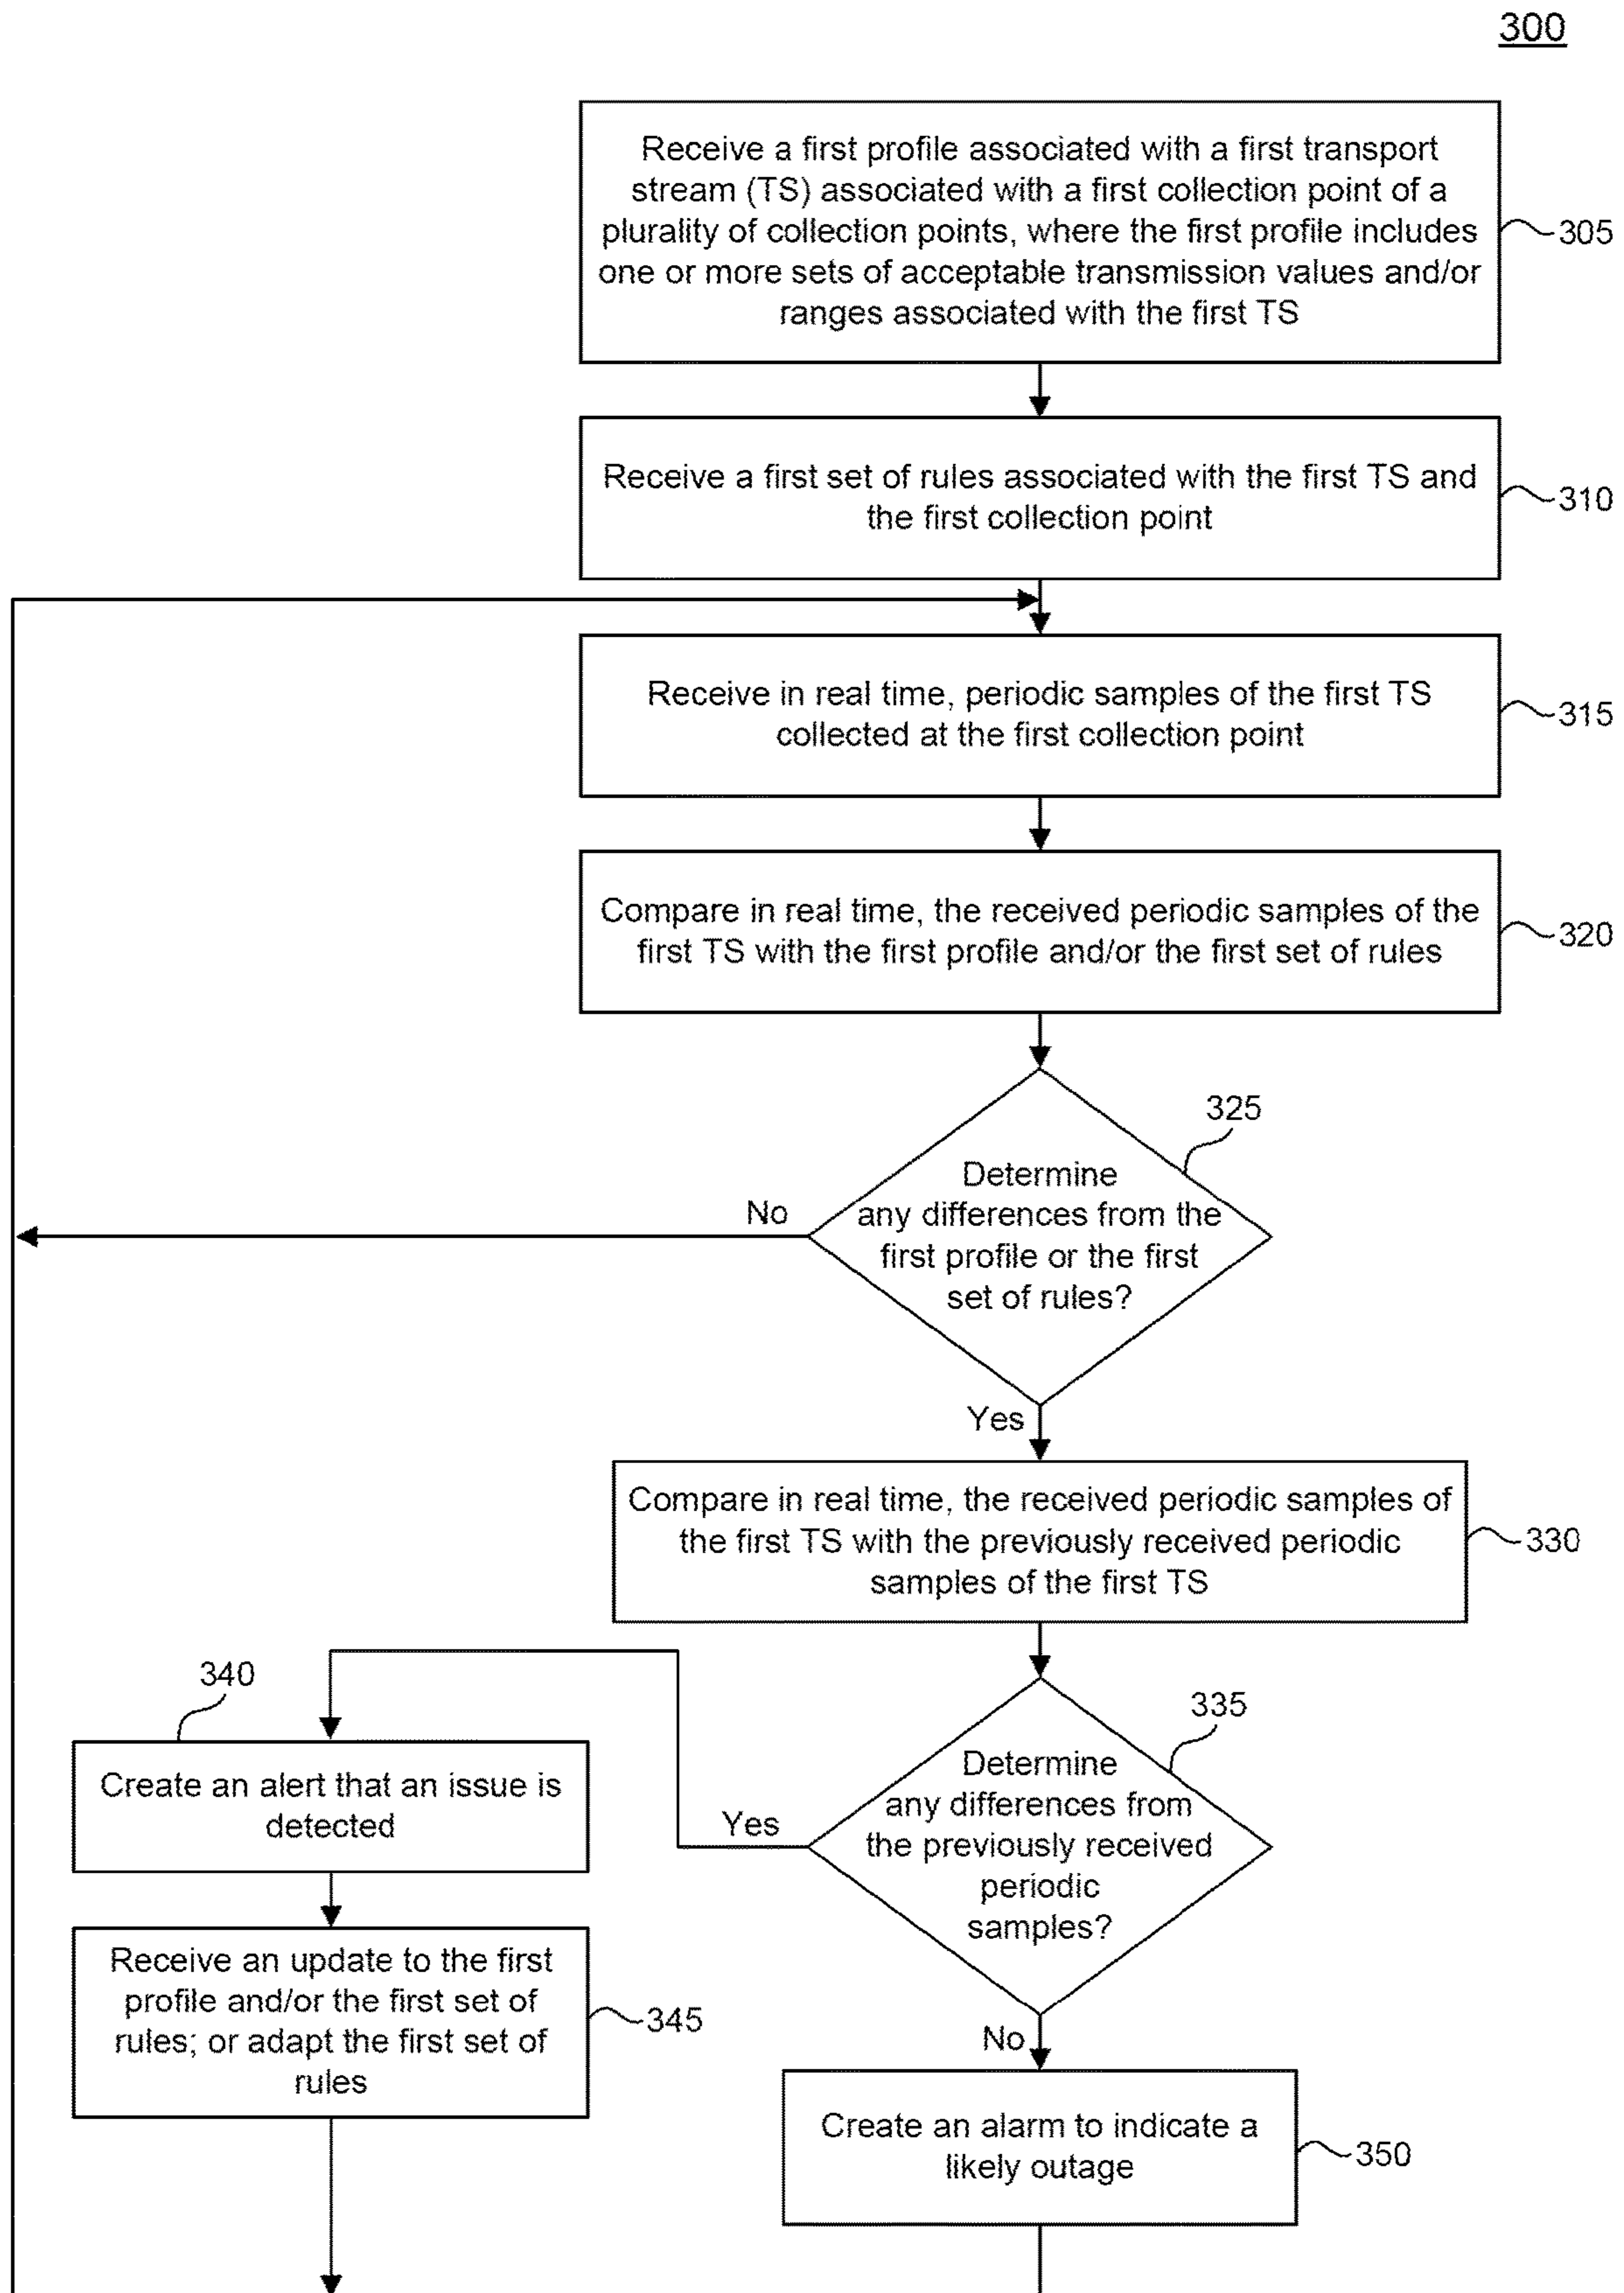 300
Receive a first profile associated with a first transport
stream (TS) associated with a first collection point of a
plurality of collection points, where the first profile includes
one or more sets of acceptable transmission values and/or
ranges associated with the first TS
305
Receive a first set of rules associated with the first TS and
the first collection point
310
Receive in real time, periodic samples of the first TS
collected at the first collection point
315
Compare in real time, the received periodic samples of the
first TS with the first profile and/or the first set of rules
320
325
Determine
any differences from the
first profile or the first
set of rules?
No
Yes
Compare in real time, the received periodic samples of
the first TS with the previously received periodic
samples of the first TS
330
335
Determine
any differences from
the previously received
periodic
samples?
Yes
No
340
Create an alert that an issue is
detected
Receive an update to the first
profile and/or the first set of
rules; or adapt the first set of
rules
345
Create an alarm to indicate a
likely outage
350